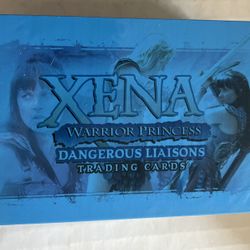 XENA
WARRIOR PRINCESS
DANGEROUS LIAISONS
TRADING CARDS